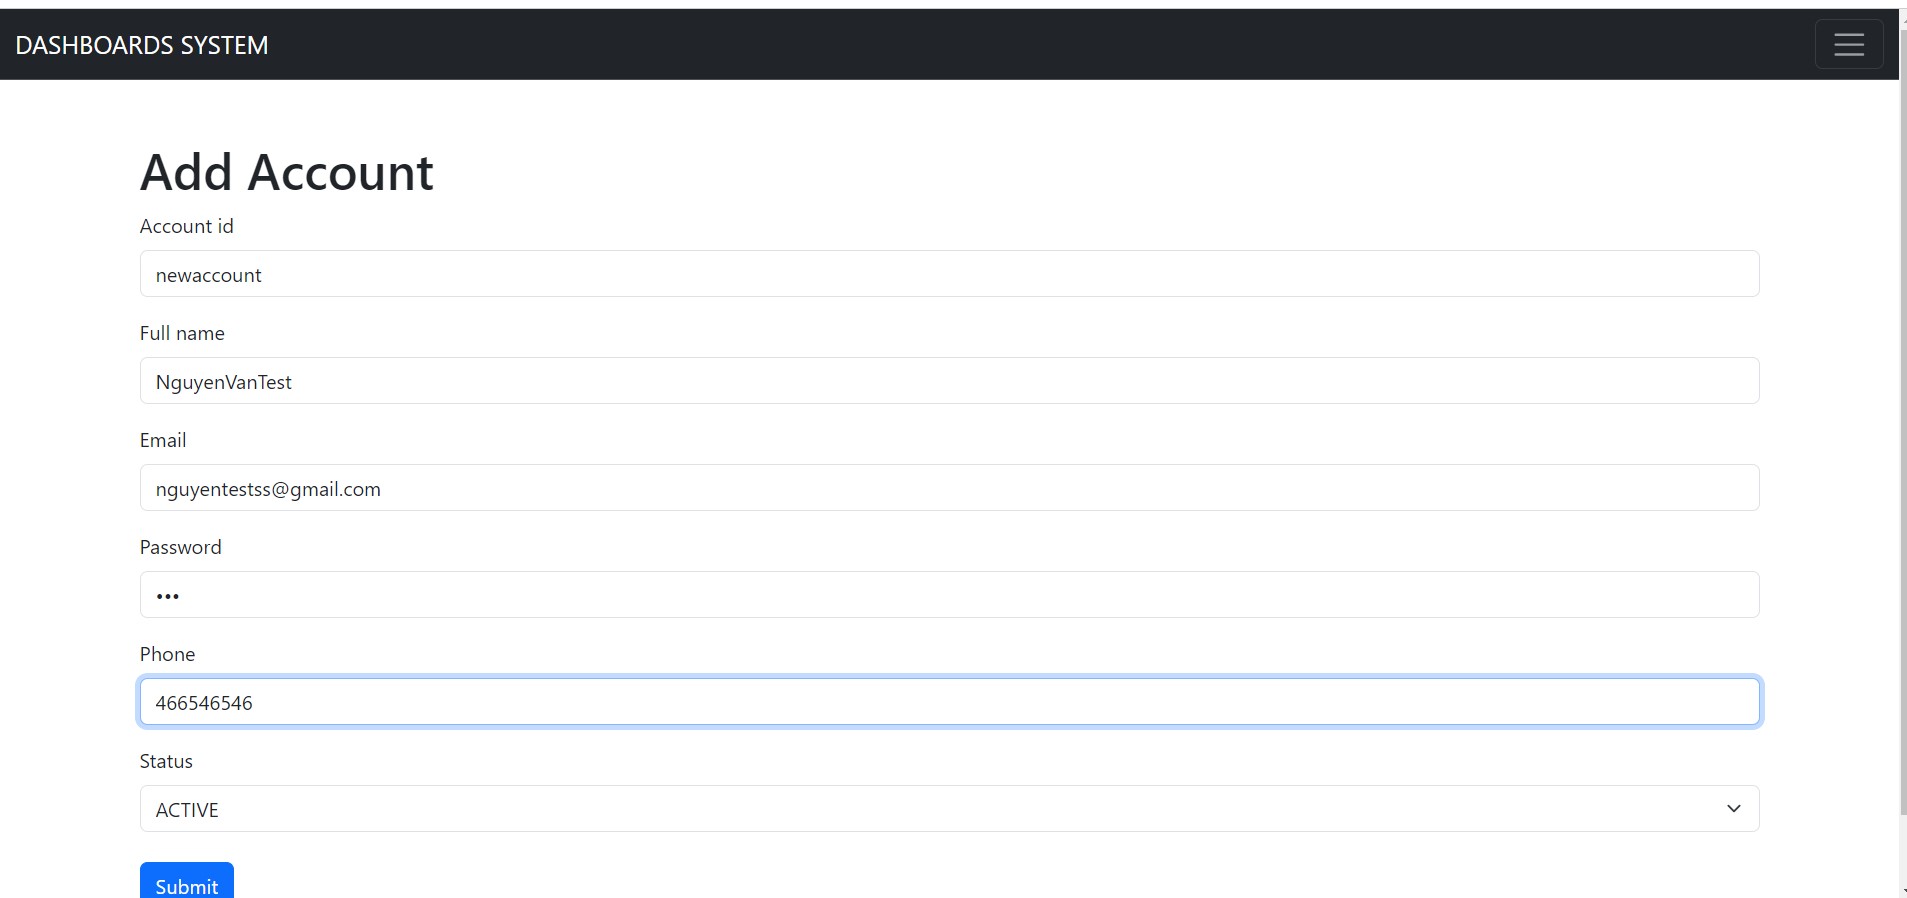 DASHBOARDS SYSTEM
Add Account
Account id
newaccount
Full name
NguyenVanTest
Email
nguyentestss@gmail.com
Password
•••
Phone
466546546
Status
ACTIVE
Submit